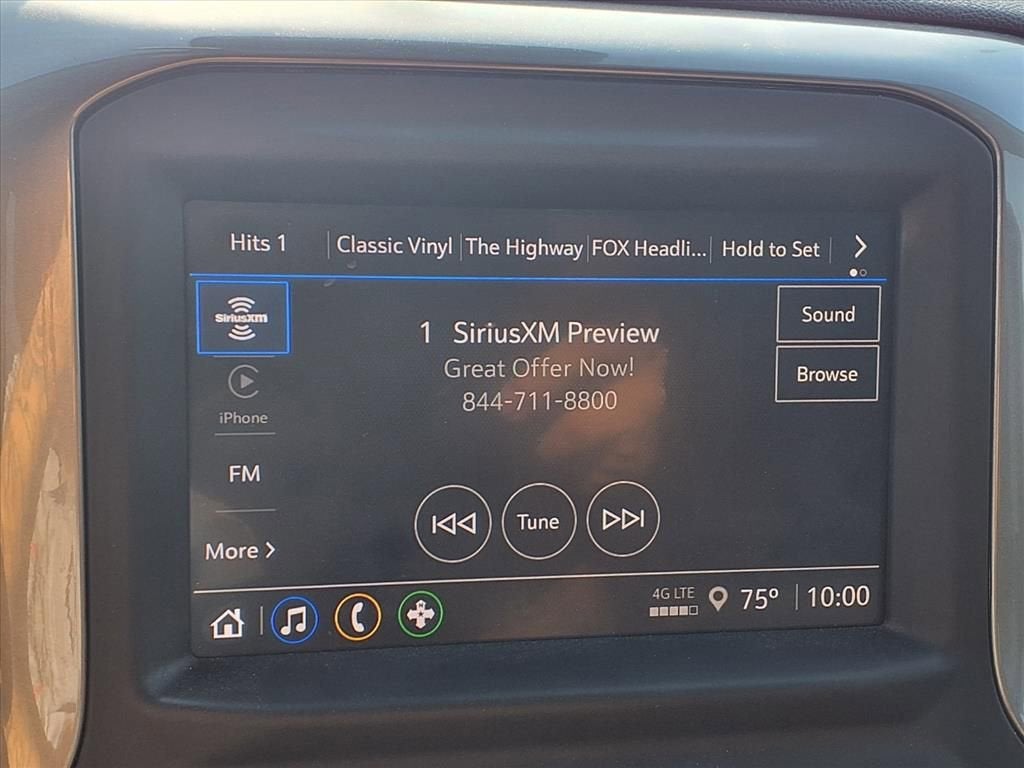 Hits 1 Classic Vinyl The Highway FOX Headli... Hold to Set
SiriusXM
1 SiriusXM Preview
Great Offer Now!
844-711-8800
Sound
Browse
iPhone
FM
Tune
More
4G LTE
75° 10:00